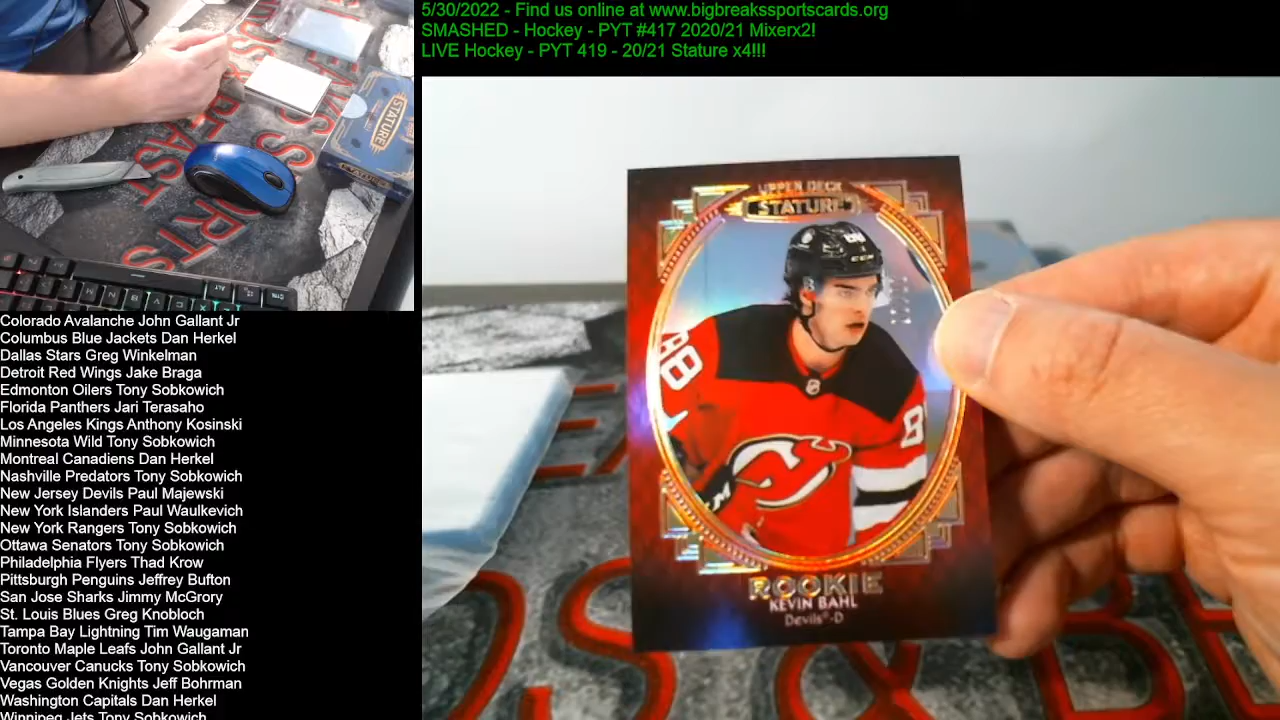 5/30/2022 - Find us online at www.bigbreakssportscards.org
SMASHED - Hockey - PYT #417 2020/21 Mixerx2!
LIVE Hockey - PYT 419 - 20/21 Stature x4!!!
STATURE
Colorado Avalanche John Gallant Jr
Columbus Blue Jackets Dan Herkel
Dallas Stars Greg Winkelman
Detroit Red Wings Jake Braga
Edmonton Oilers Tony Sobkowich
Florida Panthers Jari Terasaho
Los Angeles Kings Anthony Kosinski
Minnesota Wild Tony Sobkowich
Montreal Canadiens Dan Herkel
Nashville Predators Tony Sobkowich
New Jersey Devils Paul Majewski
New York Islanders Paul Waulkevich
New York Rangers Tony Sobkowich
Ottawa Senators Tony Sobkowich
Philadelphia Flyers Thad Krow
Pittsburgh Penguins Jeffrey Bufton
San Jose Sharks Jimmy McGrory
St. Louis Blues Greg Knobloch
Tampa Bay Lightning Tim Waugaman
Toronto Maple Leafs John Gallant Jr
Vancouver Canucks Tony Sobkowich
Vegas Golden Knights Jeff Bohrman
Washington Capitals Dan Herkel
Winnipeg Jets Tony Sobkowich
UPPER DECK
STATURE
88
CCM
ROOKIE
KEVIN BAHL
Devils®-D